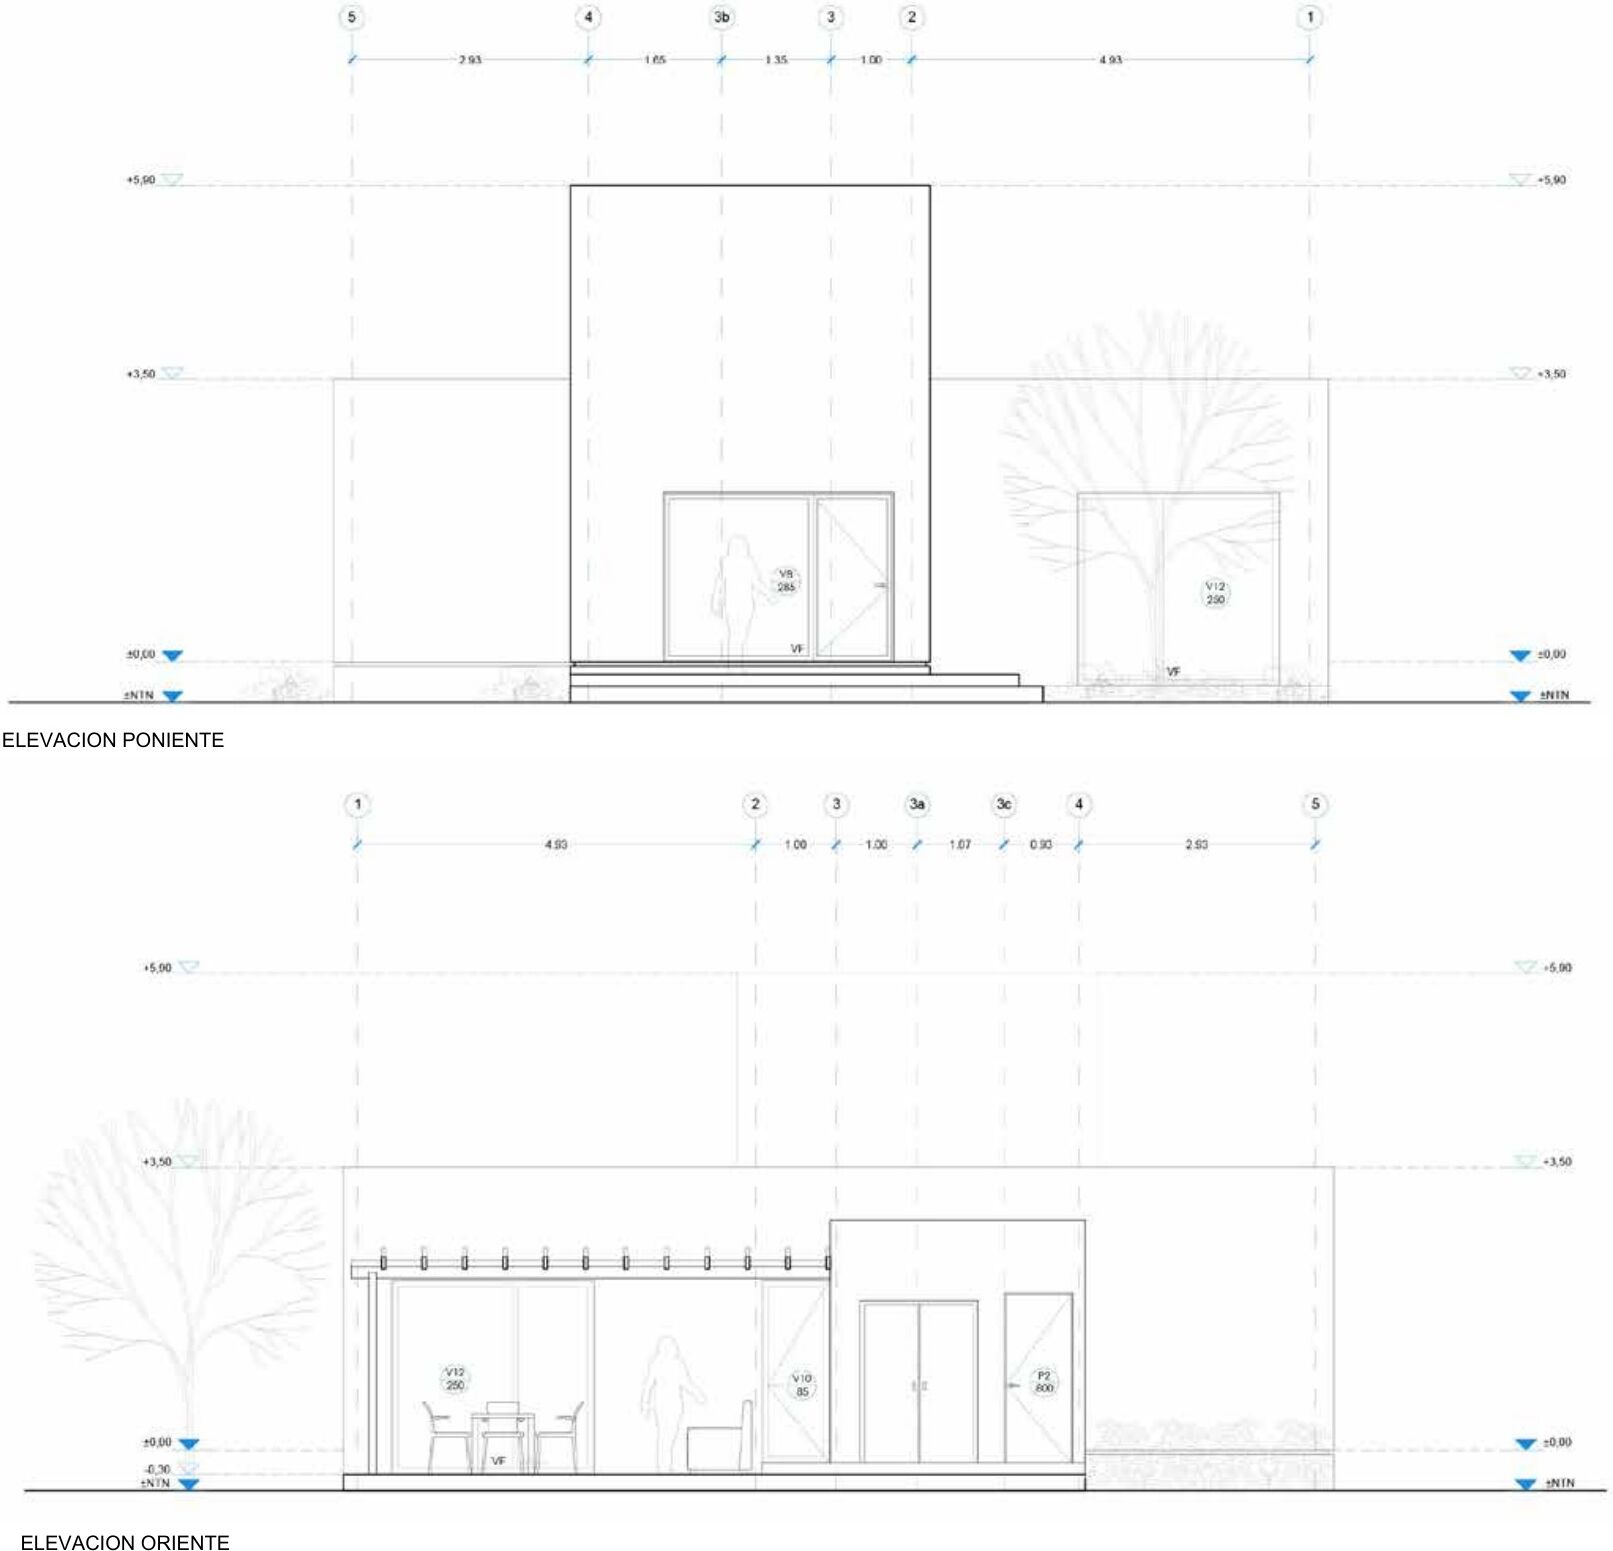 5 4 3b 3 2 1
2.93 1.65 1.35 1.00 4.93
+5,90 +5,90
+3,50 +3,50
V8
285
V12
250
VF
VF
±0,00 ±0,00
±NTN ±NTN
ELEVACION PONIENTE
1 2 3 3a 3c 4 5
4.93 1.00 1.00 1.07 0.93 2.93
+5,90 +5,90
+3,50 +3,50
V12
250
V10
85
P2
800
VF
±0,00 ±0,00
-0,30
±NTN ±NTN
ELEVACION ORIENTE